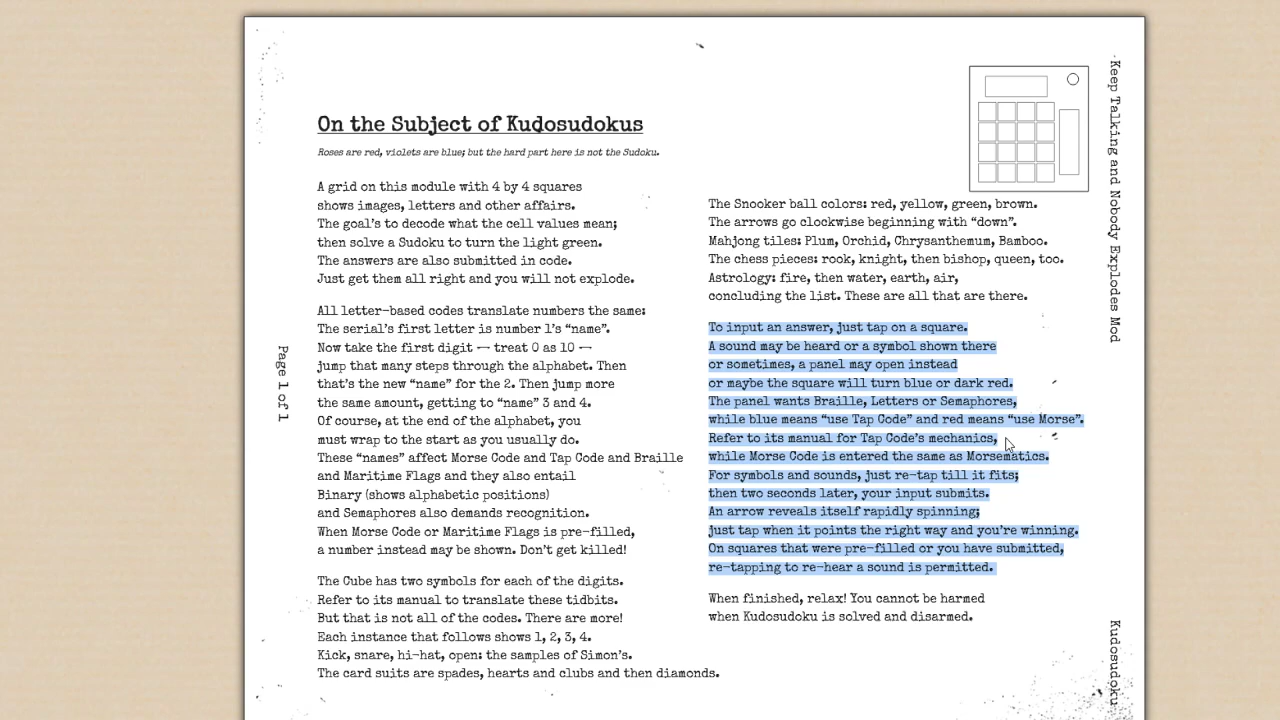 On the Subject of Kudosudokus
Roses are red, violets are blue; but the hard part here is not the Sudoku.
A grid on this module with 4 by 4 squares
shows images, letters and other affairs.
The goal's to decode what the cell values mean;
then solve a Sudoku to turn the light green.
The answers are also submitted in code.
Just get them all right and you will not explode.
All letter-based codes translate numbers the same:
The serial's first letter is number 1's “name”.
Now take the first digit — treat 0 as 10 —
jump that many steps through the alphabet. Then
that's the new “name” for the 2. Then jump more
the same amount, getting to “name” 3 and 4.
Of course, at the end of the alphabet, you
must wrap to the start as you usually do.
These “names” affect Morse Code and Tap Code and Braille
and Maritime Flags and they also entail
Binary (shows alphabetic positions)
and Semaphores also demands recognition.
When Morse Code or Maritime Flags is pre-filled,
a number instead may be shown. Don't get killed!
The Cube has two symbols for each of the digits.
Refer to its manual to translate these tidbits.
But that is not all of the codes. There are more!
Each instance that follows shows 1, 2, 3, 4.
Kick, snare, hi-hat, open: the samples of Simon's.
The card suits are spades, hearts and clubs and then diamonds.
The Snooker ball colors: red, yellow, green, brown.
The arrows go clockwise beginning with “down”.
Mahjong tiles: Plum, Orchid, Chrysanthemum, Bamboo.
The chess pieces: rook, knight, then bishop, queen, too.
Astrology: fire, then water, earth, air,
concluding the list. These are all that are there.
To input an answer, just tap on a square.
A sound may be heard or a symbol shown there
or sometimes, a panel may open instead
or maybe the square will turn blue or dark red.
The panel wants Braille, Letters or Semaphores,
while blue means “use Tap Code” and red means “use Morse”.
Refer to its manual for Tap Code's mechanics,
while Morse Code is entered the same as Morsematics.
For symbols and sounds, just re-tap till it fits;
then two seconds later, your input submits.
An arrow reveals itself rapidly spinning;
just tap when it points the right way and you're winning.
On squares that were pre-filled or you have submitted,
re-tapping to re-hear a sound is permitted.
When finished, relax! You cannot be harmed
when Kudosudoku is solved and disarmed.
Keep Talking and Nobody Explodes Mod
Kudosudoku
Page 1 of 1